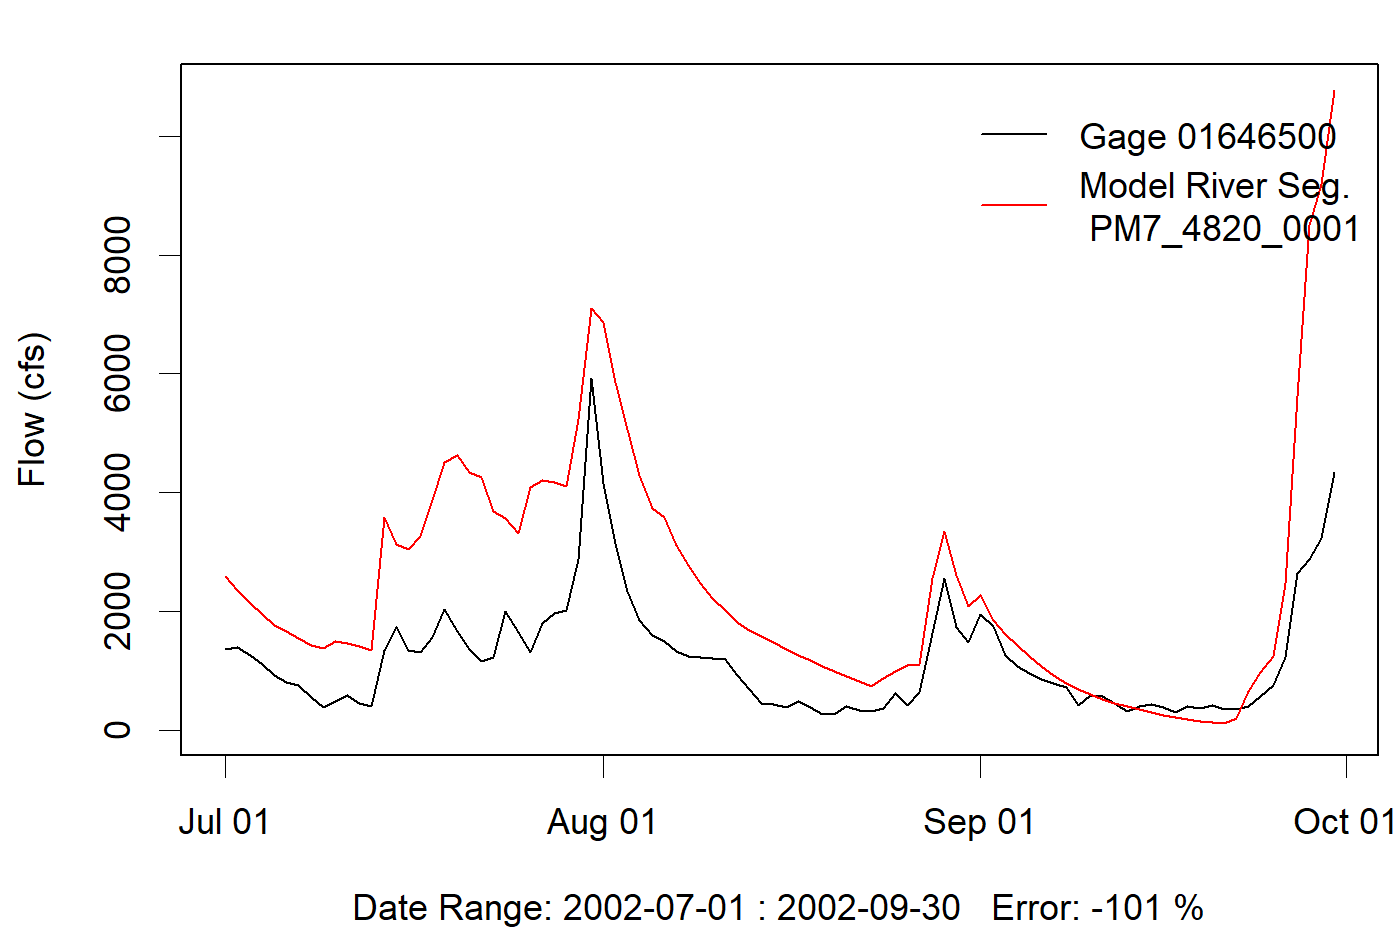 Gage 01646500
Model River Seg.
PM7_4820_0001
Flow (cfs)
8000
6000
4000
2000
0
Jul 01
Aug 01
Sep 01
Oct 01
Date Range: 2002-07-01 : 2002-09-30 Error: -101 %